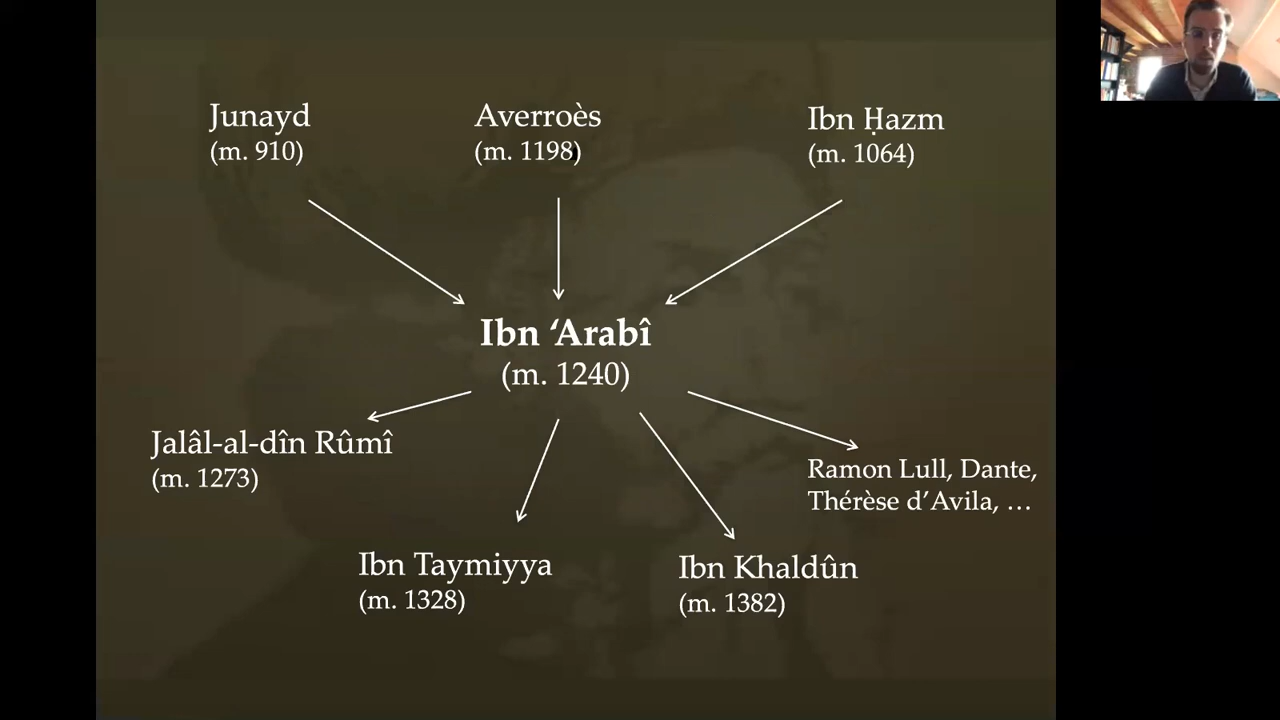 Junayd
(m. 910)
Averroès
(m. 1198)
Ibn Ḥazm
(m. 1064)
Ibn ‘Arabî
(m. 1240)
Jalâl-al-dîn Rûmî
(m. 1273)
Ramon Lull, Dante,
Thérèse d’Avila, …
Ibn Taymiyya
(m. 1328)
Ibn Khaldûn
(m. 1382)